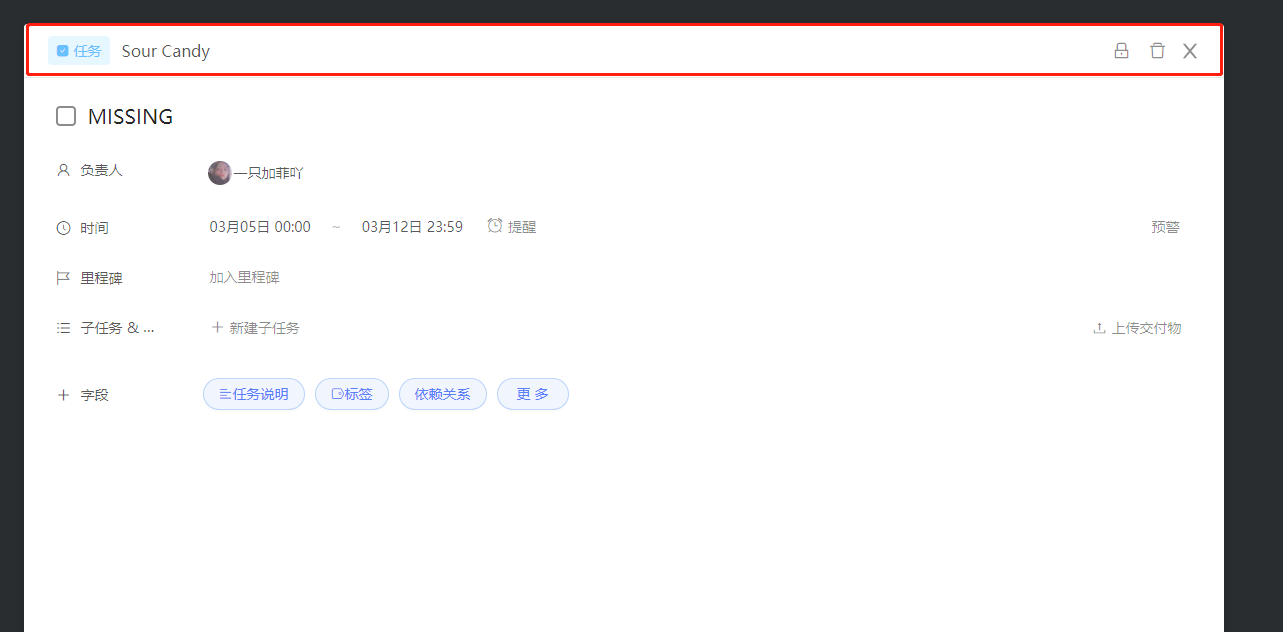 任务 Sour Candy
MISSING
负责人 一只加菲吖
时间 03月05日 00:00 ~ 03月12日 23:59 提醒 预警
里程碑 加入里程碑
子任务 & ... 新建子任务 上传交付物
字段 任务说明 标签 依赖关系 更 多